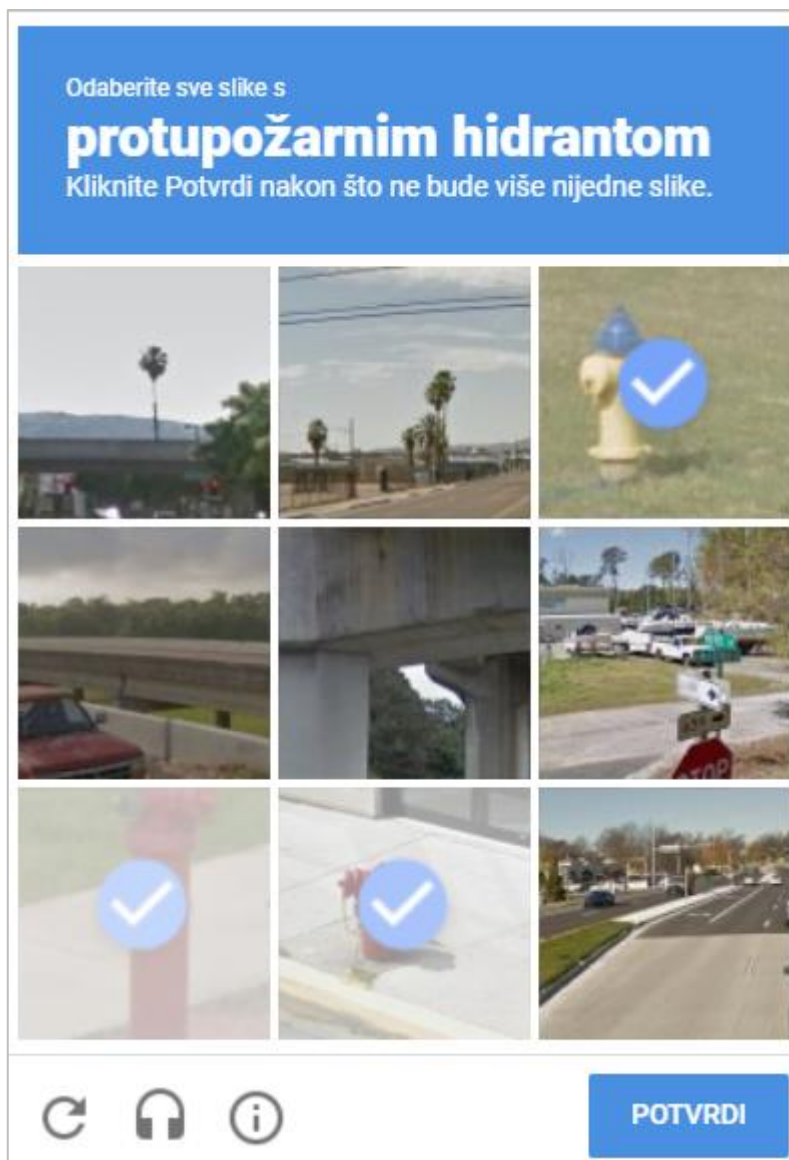 Odaberite sve slike s
protupožarnim hidrantom
Kliknite Potvrdi nakon što ne bude više nijedne slike.
STOP
POTVRDI